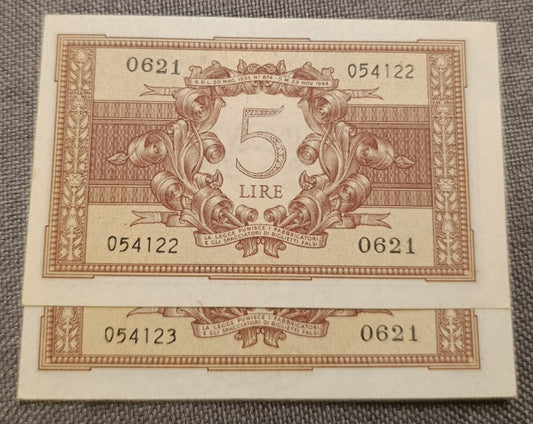 R.D.L. 20 MAG. 1935 N° 874 - D.M. 23 NOV. 1944
0621
054122
5
LIRE
LA LEGGE PUNISCE I FABBRICATORI
E GLI SPACCIATORI DI BIGLIETTI FALSI
054122
0621
LA LEGGE PUNISCE I FABBRICATORI
E GLI SPACCIATORI DI BIGLIETTI FALSI
054123
0621